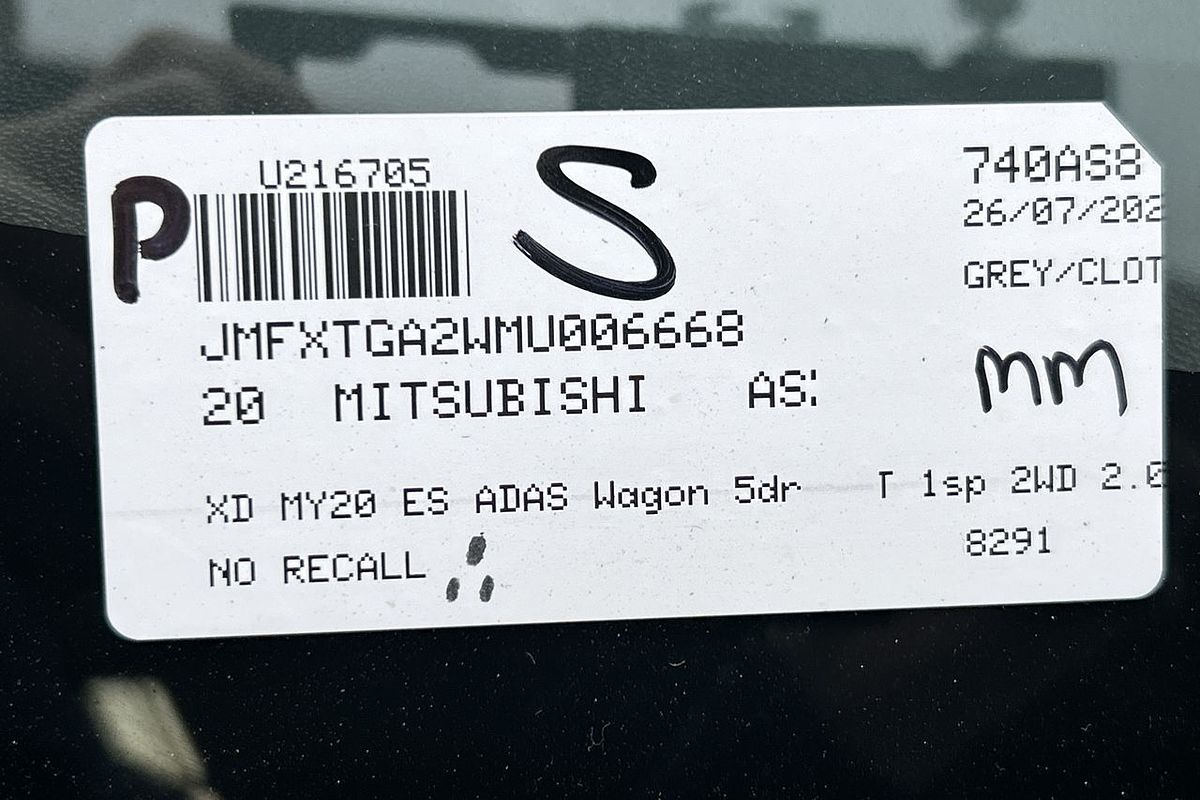 P
U216705
S
740AS8
26/07/202
GREY/CLOT
JMFXTGA2WMU006668
20 MITSUBISHI AS:
MM
XD MY20 ES ADAS Wagon 5dr T 1sp 2WD 2.0
NO RECALL
8291